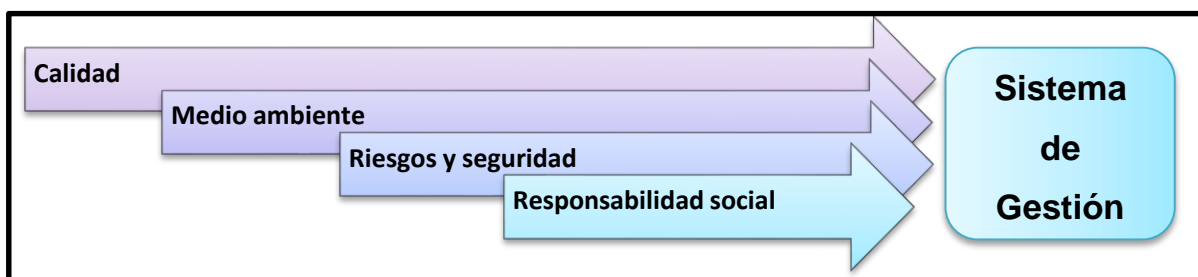 Calidad
Medio ambiente
Riesgos y seguridad
Responsabilidad social
Sistema
de
Gestión